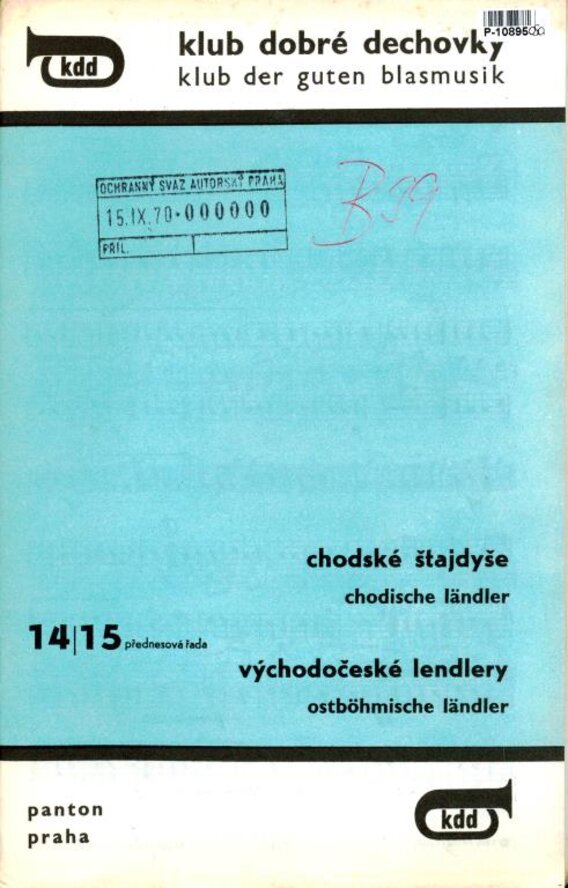 kdd
klub dobré dechovky
klub der guten blasmusik
OCHRANNÝ SVAZ AUTORSKÝ PRAHA
15.IX.70•000000
PŘÍL.
B 99
chodské štajdyše
chodische ländler
14|15 přednesová řada
východočeské lendlery
ostböhmische ländler
panton
praha
kdd